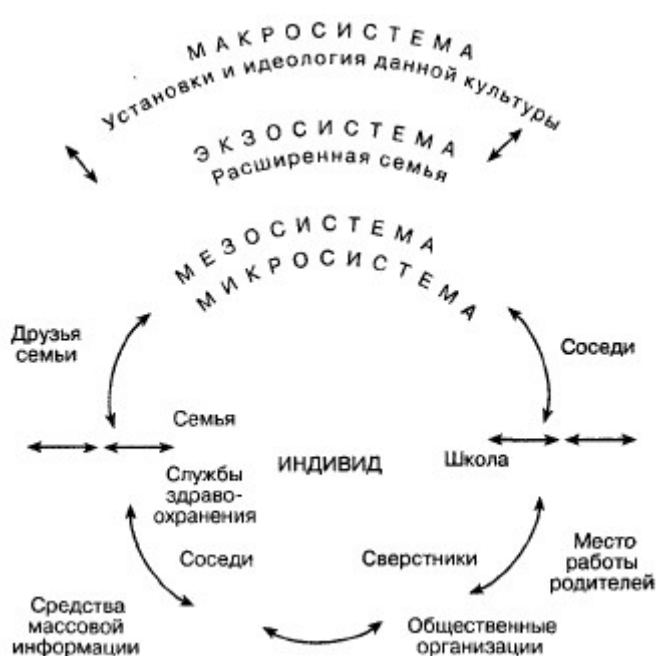 МАКРОСИСТЕМА
Установки и идеология данной культуры
ЭКЗОСИСТЕМА
Расширенная семья
МЕЗОСИСТЕМА
МИКРОСИСТЕМА
Друзья
семьи
Соседи
Семья
ИНДИВИД
Школа
Службы
здраво-
охранения
Соседи
Сверстники
Место
работы
родителей
Средства
массовой
информации
Общественные
организации